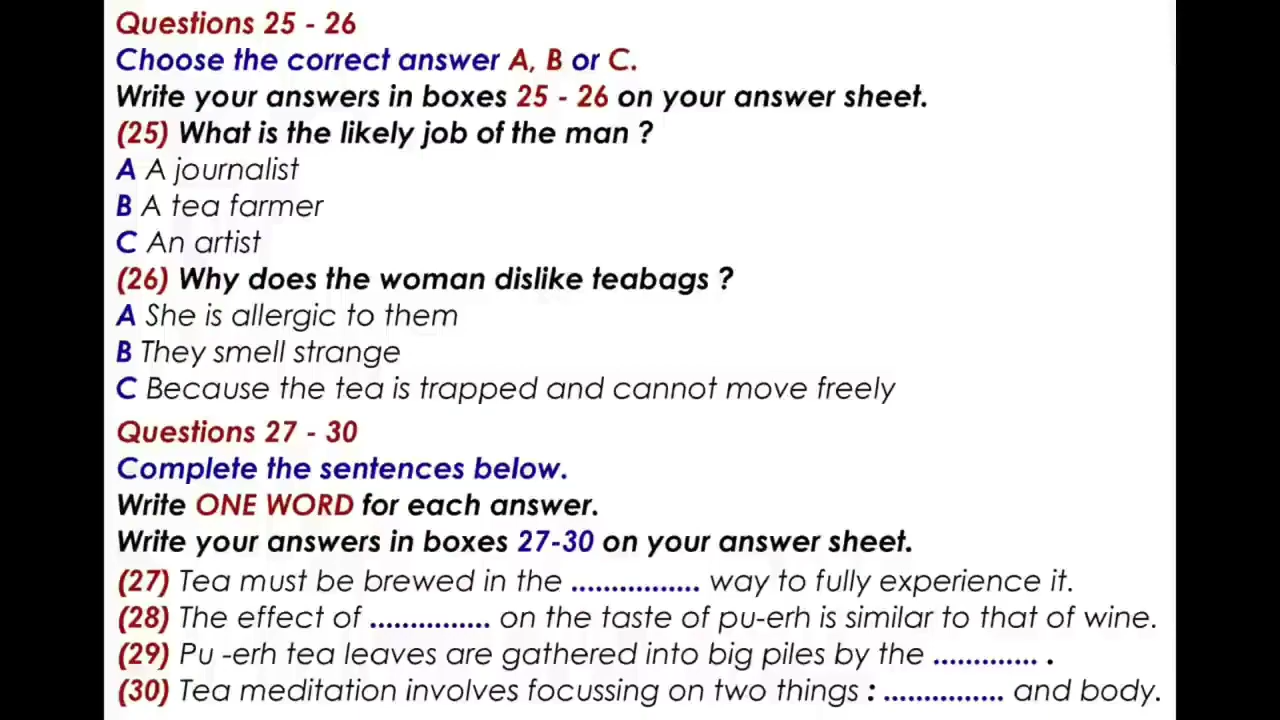 Questions 25 - 26
Choose the correct answer A, B or C.
Write your answers in boxes 25 - 26 on your answer sheet.
(25) What is the likely job of the man ?
A A journalist
B A tea farmer
C An artist
(26) Why does the woman dislike teabags ?
A She is allergic to them
B They smell strange
C Because the tea is trapped and cannot move freely
Questions 27 - 30
Complete the sentences below.
Write ONE WORD for each answer.
Write your answers in boxes 27-30 on your answer sheet.
(27) Tea must be brewed in the ................ way to fully experience it.
(28) The effect of ............... on the taste of pu-erh is similar to that of wine.
(29) Pu -erh tea leaves are gathered into big piles by the ............. .
(30) Tea meditation involves focussing on two things : ............... and body.